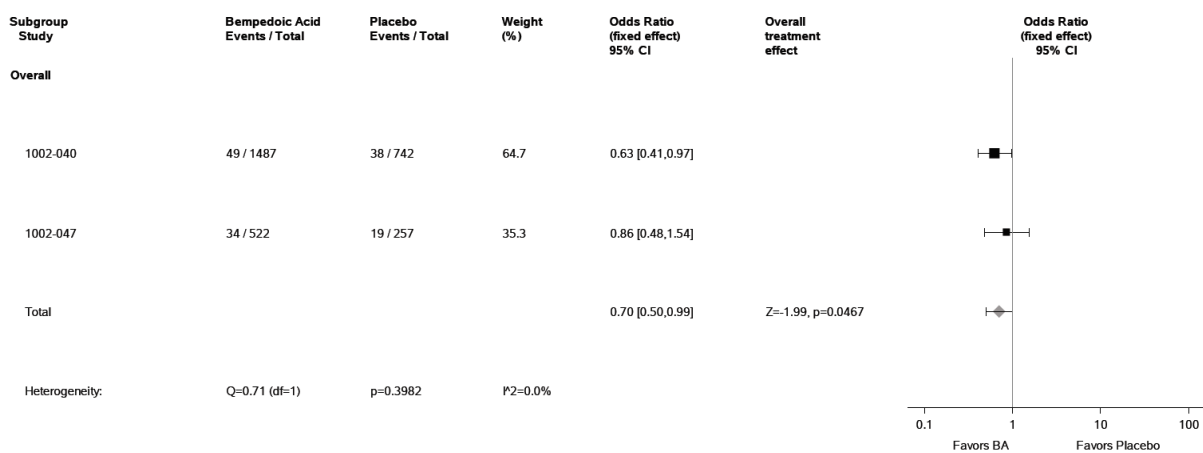 Subgroup Bempedoic Acid Placebo Weight Odds Ratio Overall Odds Ratio
Study Events / Total Events / Total (%) (fixed effect) treatment (fixed effect)
95% CI effect 95% CI
Overall
1002-040 49 / 1487 38 / 742 64.7 0.63 [0.41,0.97]
1002-047 34 / 522 19 / 257 35.3 0.86 [0.48,1.54]
Total 0.70 [0.50,0.99] Z=-1.99, p=0.0467
Heterogeneity: Q=0.71 (df=1) p=0.3982 I^2=0.0%
0.1 1 10 100
Favors BA Favors Placebo